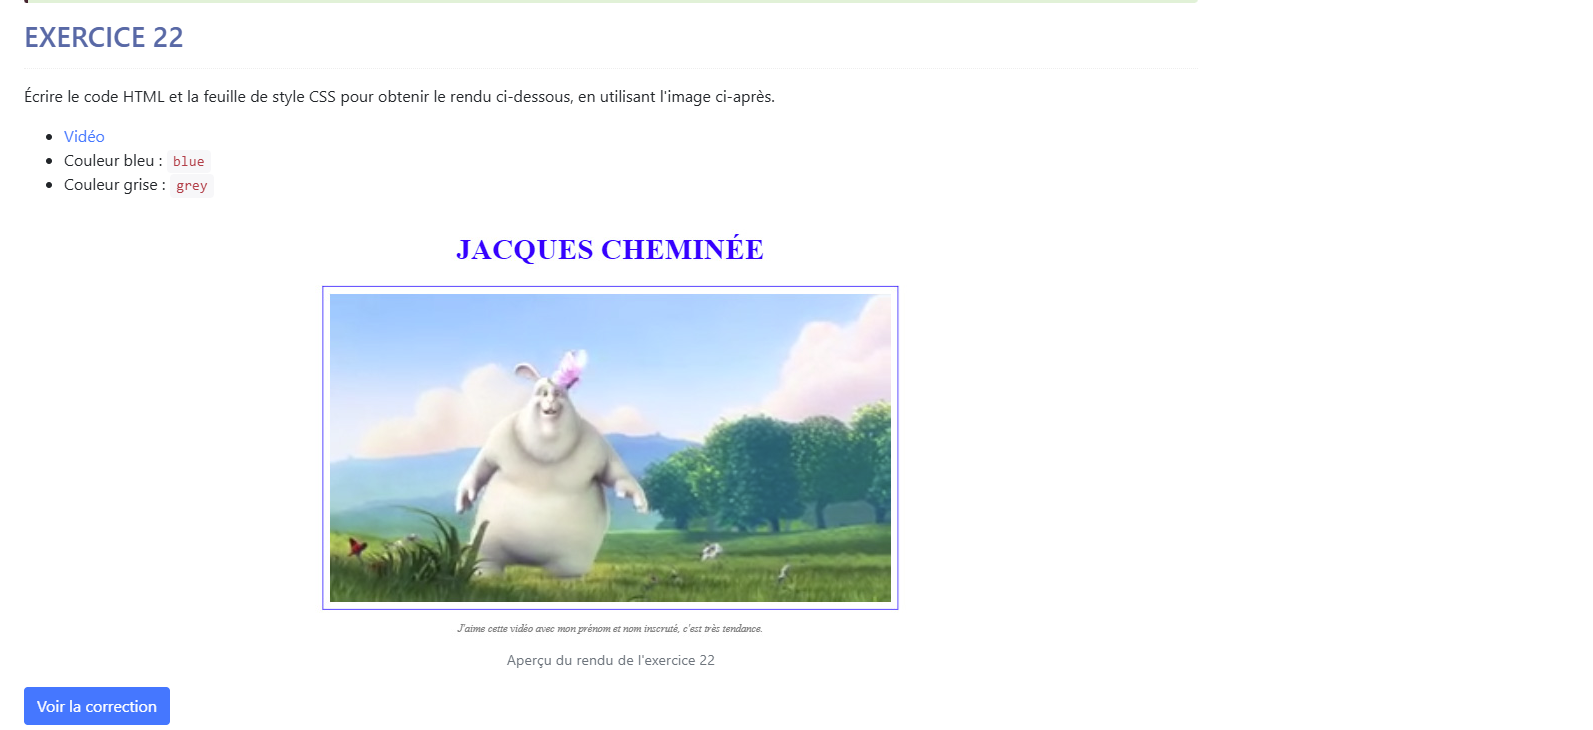 EXERCICE 22
Écrire le code HTML et la feuille de style CSS pour obtenir le rendu ci-dessous, en utilisant l'image ci-après.
Vidéo
Couleur bleu : blue
Couleur grise : grey
JACQUES CHEMINÉE
J'aime cette vidéo avec mon prénom et nom inscruté, c'est très tendance.
Aperçu du rendu de l'exercice 22
Voir la correction